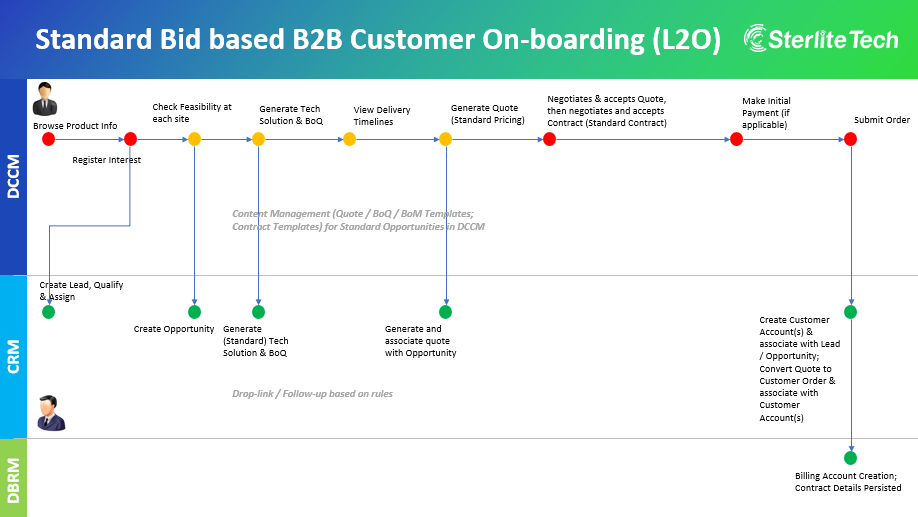 Standard Bid based B2B Customer On-boarding (L2O)
Sterlite Tech
DCCM
Browse Product Info
Register Interest
Check Feasibility at
each site
Generate Tech
Solution & BoQ
View Delivery
Timelines
Generate Quote
(Standard Pricing)
Negotiates & accepts Quote,
then negotiates and accepts
Contract (Standard Contract)
Make Initial
Payment (if
applicable)
Submit Order
Content Management (Quote / BoQ / BoM Templates;
Contract Templates) for Standard Opportunities in DCCM
CRM
Create Lead, Qualify
& Assign
Create Opportunity
Generate
(Standard) Tech
Solution & BoQ
Generate and
associate quote
with Opportunity
Create Customer
Account(s) &
associate with Lead
/ Opportunity;
Convert Quote to
Customer Order &
associate with
Customer
Account(s)
Drop-link / Follow-up based on rules
DBRM
Billing Account Creation;
Contract Details Persisted